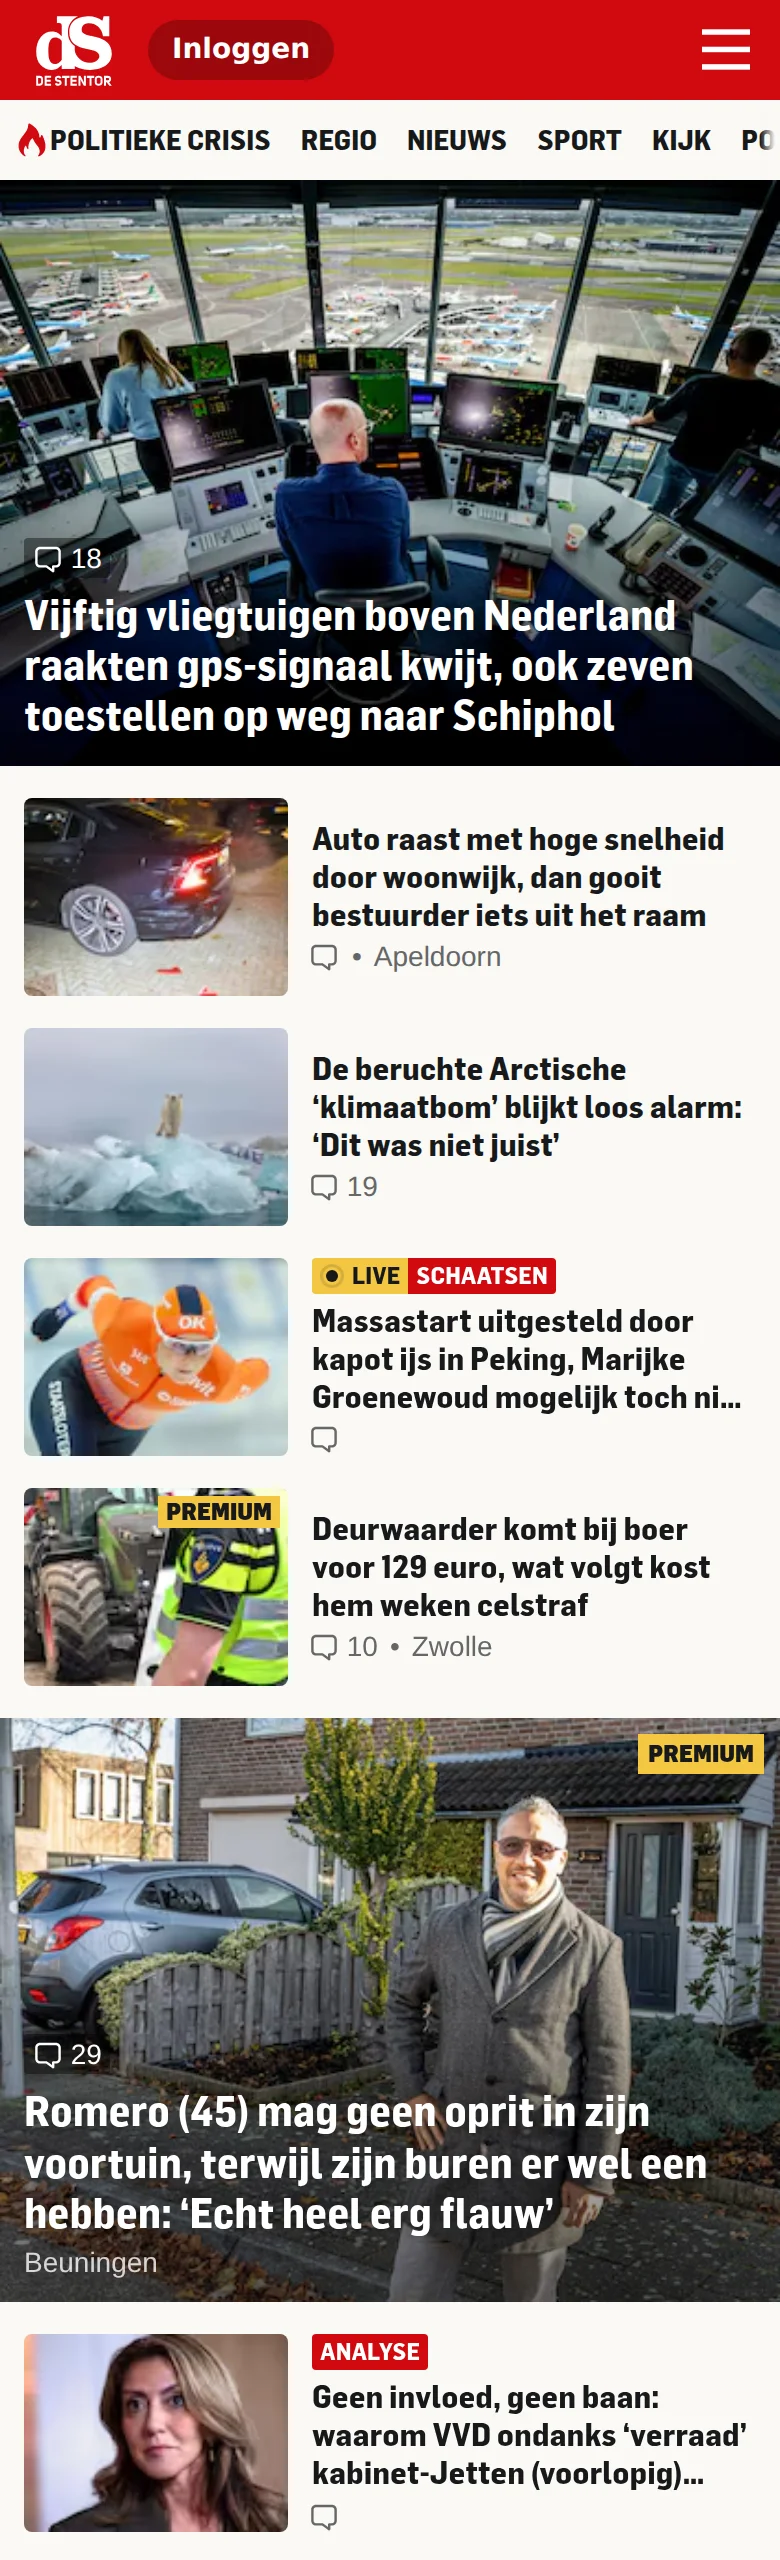 dS
DE STENTOR
Inloggen
POLITIEKE CRISIS REGIO NIEUWS SPORT KIJK PO
18
Vijftig vliegtuigen boven Nederland
raakten gps-signaal kwijt, ook zeven
toestellen op weg naar Schiphol
Auto raast met hoge snelheid
door woonwijk, dan gooit
bestuurder iets uit het raam
• Apeldoorn
De beruchte Arctische
‘klimaatbom’ blijkt loos alarm:
‘Dit was niet juist’
19
LIVE SCHAATSEN
Massastart uitgesteld door
kapot ijs in Peking, Marijke
Groenewoud mogelijk toch ni...
OK
PREMIUM
Deurwaarder komt bij boer
voor 129 euro, wat volgt kost
hem weken celstraf
10 • Zwolle
PREMIUM
29
Romero (45) mag geen oprit in zijn
voortuin, terwijl zijn buren er wel een
hebben: ‘Echt heel erg flauw’
Beuningen
ANALYSE
Geen invloed, geen baan:
waarom VVD ondanks ‘verraad’
kabinet-Jetten (voorlopig)...